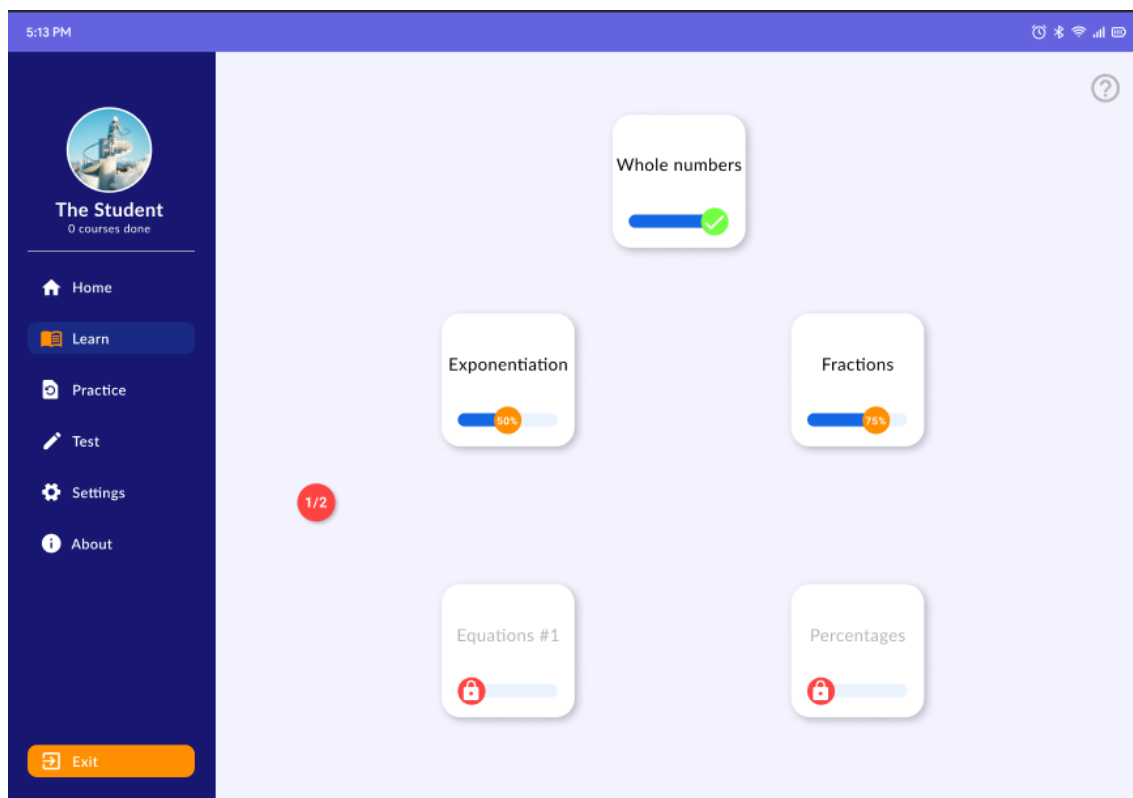 5:13 PM
The Student
0 courses done
Home
Learn
Practice
Test
Settings
About
Exit
Whole numbers
Exponentiation
50%
Fractions
75%
1/2
Equations #1
Percentages